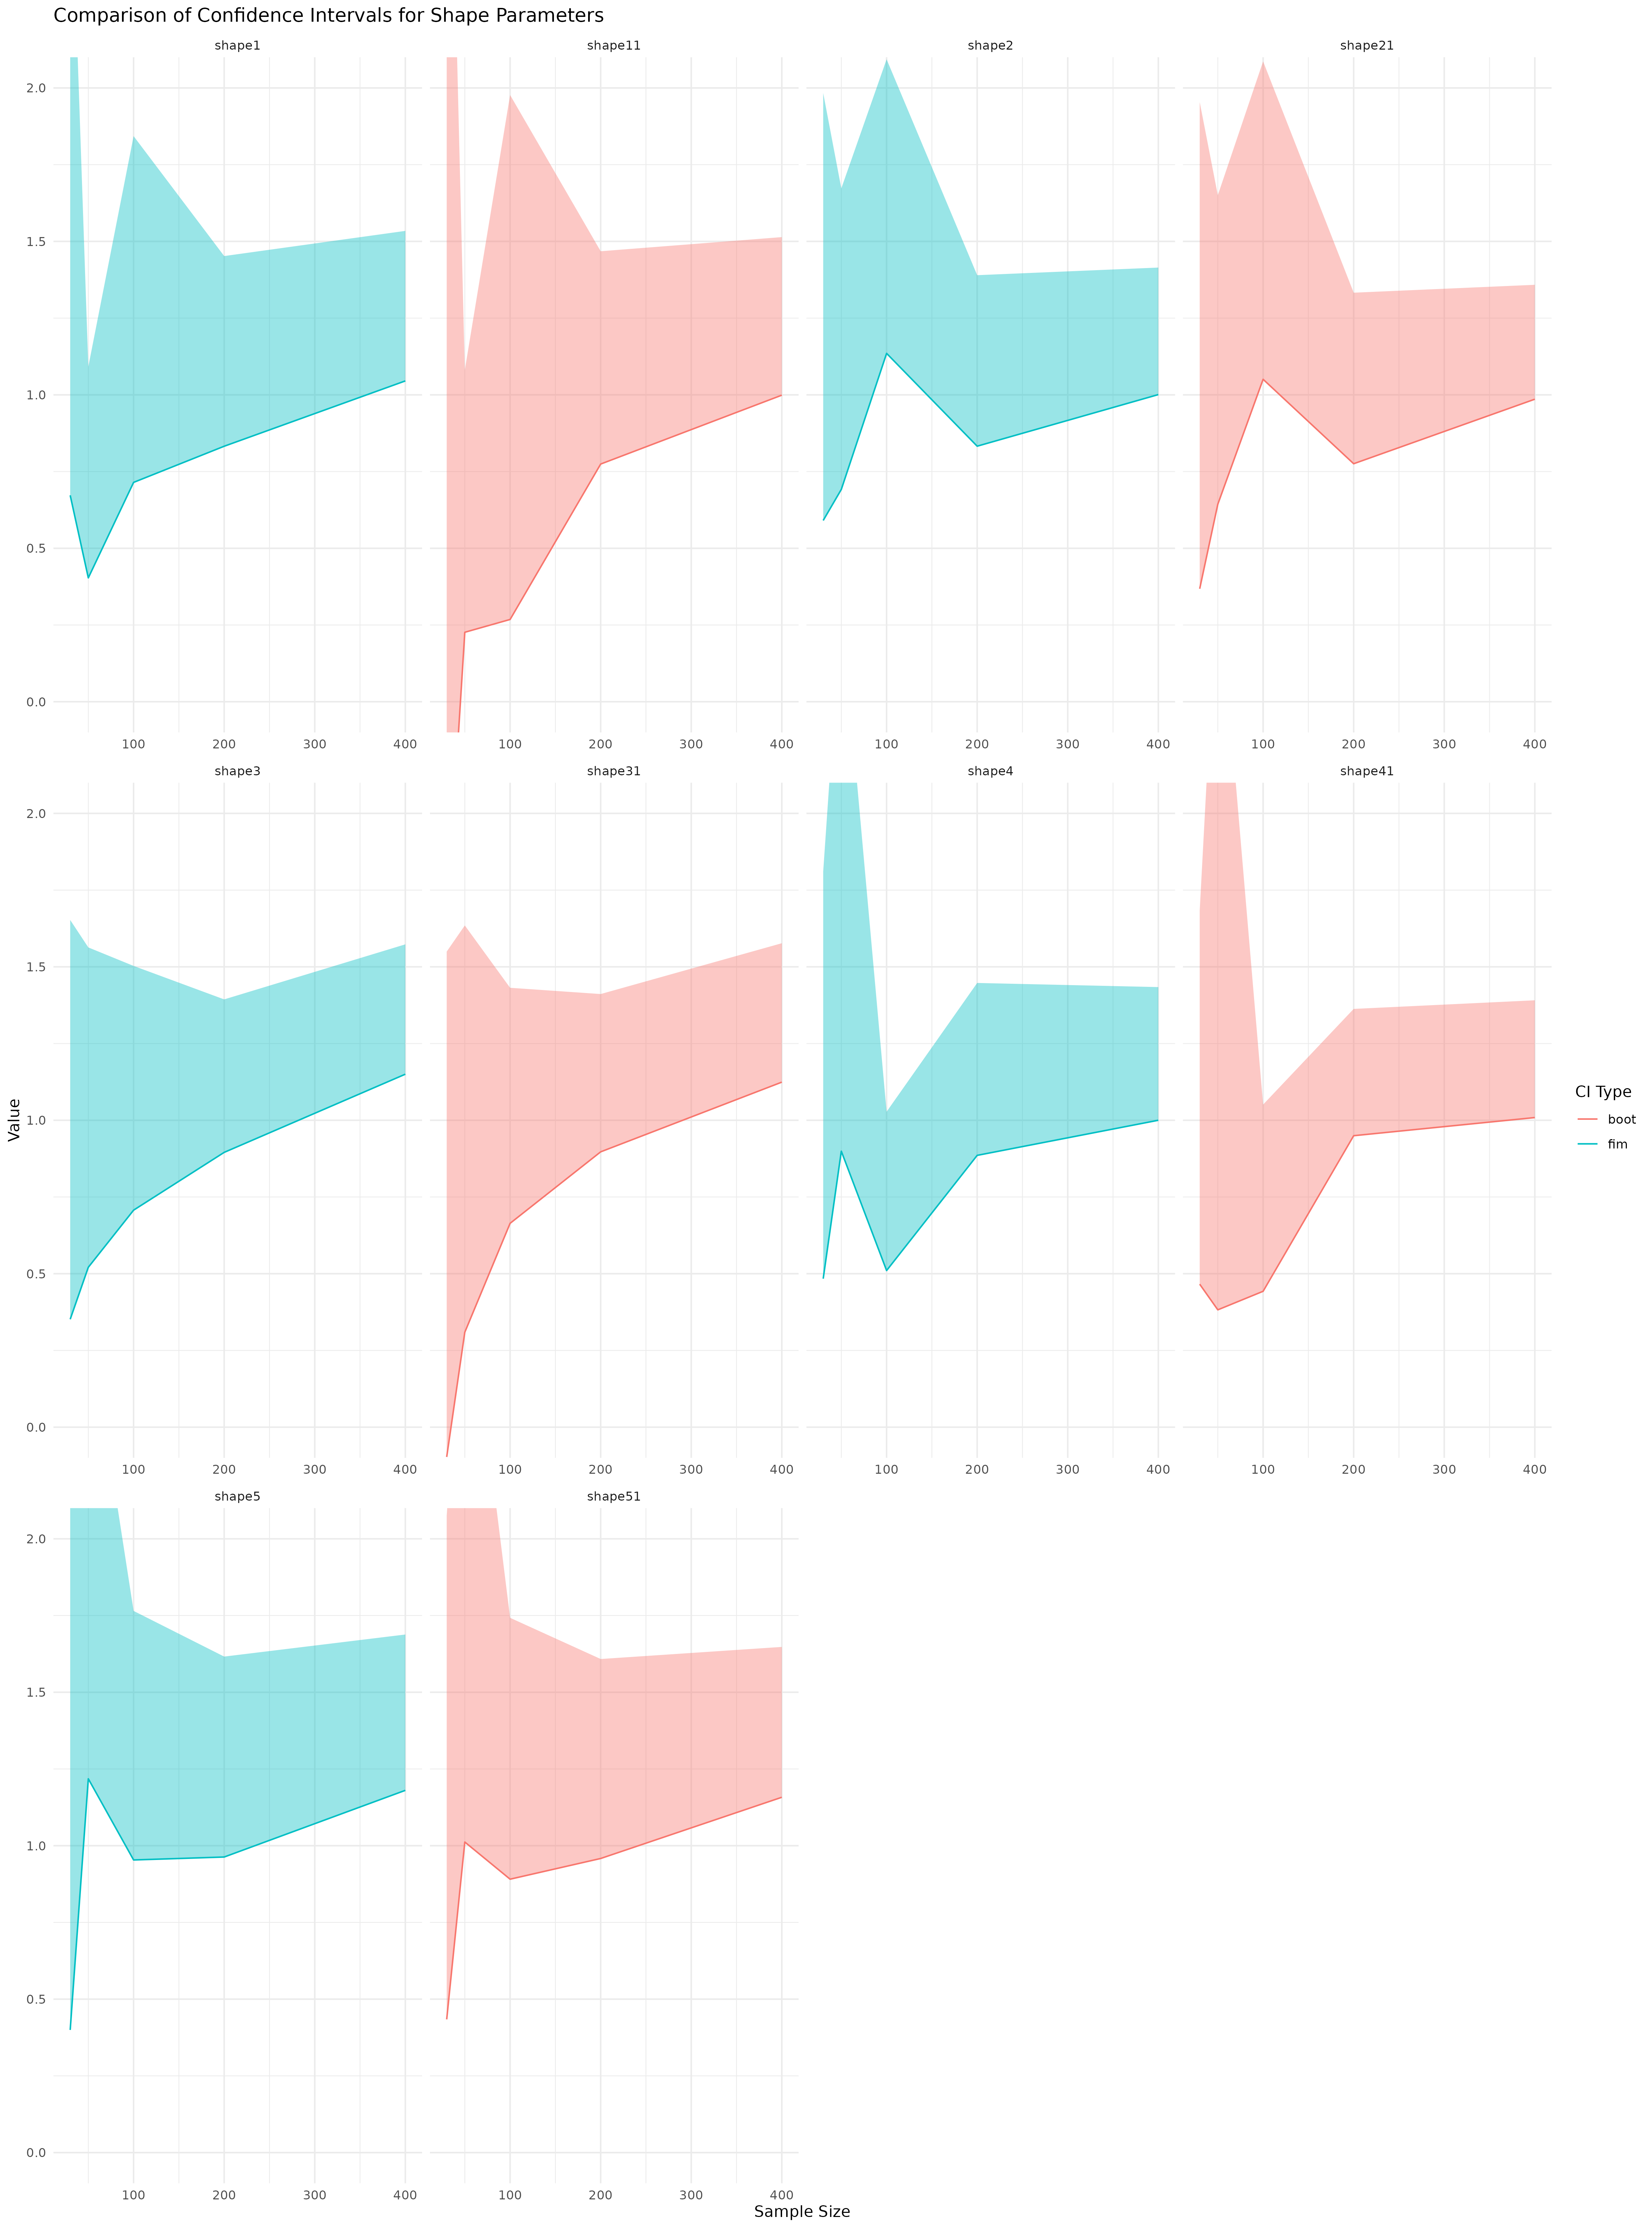 Comparison of Confidence Intervals for Shape Parameters
shape1 shape11 shape2 shape21
2.0
1.5
1.0
0.5
0.0
100 200 300 400 100 200 300 400 100 200 300 400 100 200 300 400
shape3 shape31 shape4 shape41
2.0
1.5
1.0
0.5
0.0
100 200 300 400 100 200 300 400 100 200 300 400 100 200 300 400
shape5 shape51
2.0
1.5
1.0
0.5
0.0
100 200 300 400 100 200 300 400
Value
Sample Size
CI Type
boot
fim